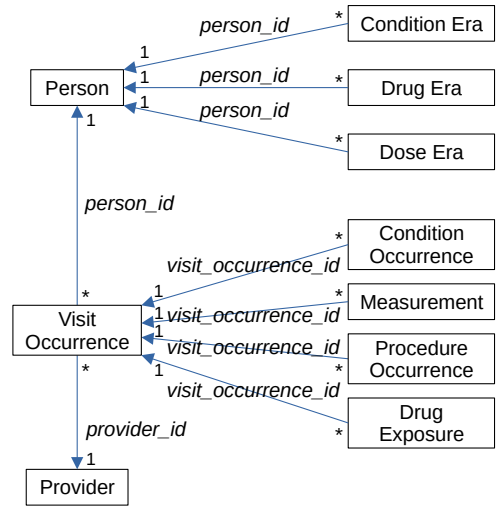 person_id
*
Condition Era
1
Person
1
person_id
*
Drug Era
1
1
person_id
*
Dose Era
person_id
*
Condition
Occurrence
visit_occurrence_id
*
1
Visit
Occurrence
1
visit_occurrence_id
*
Measurement
1
visit_occurrence_id
*
Procedure
Occurrence
*
1
visit_occurrence_id
*
Drug
Exposure
provider_id
1
Provider